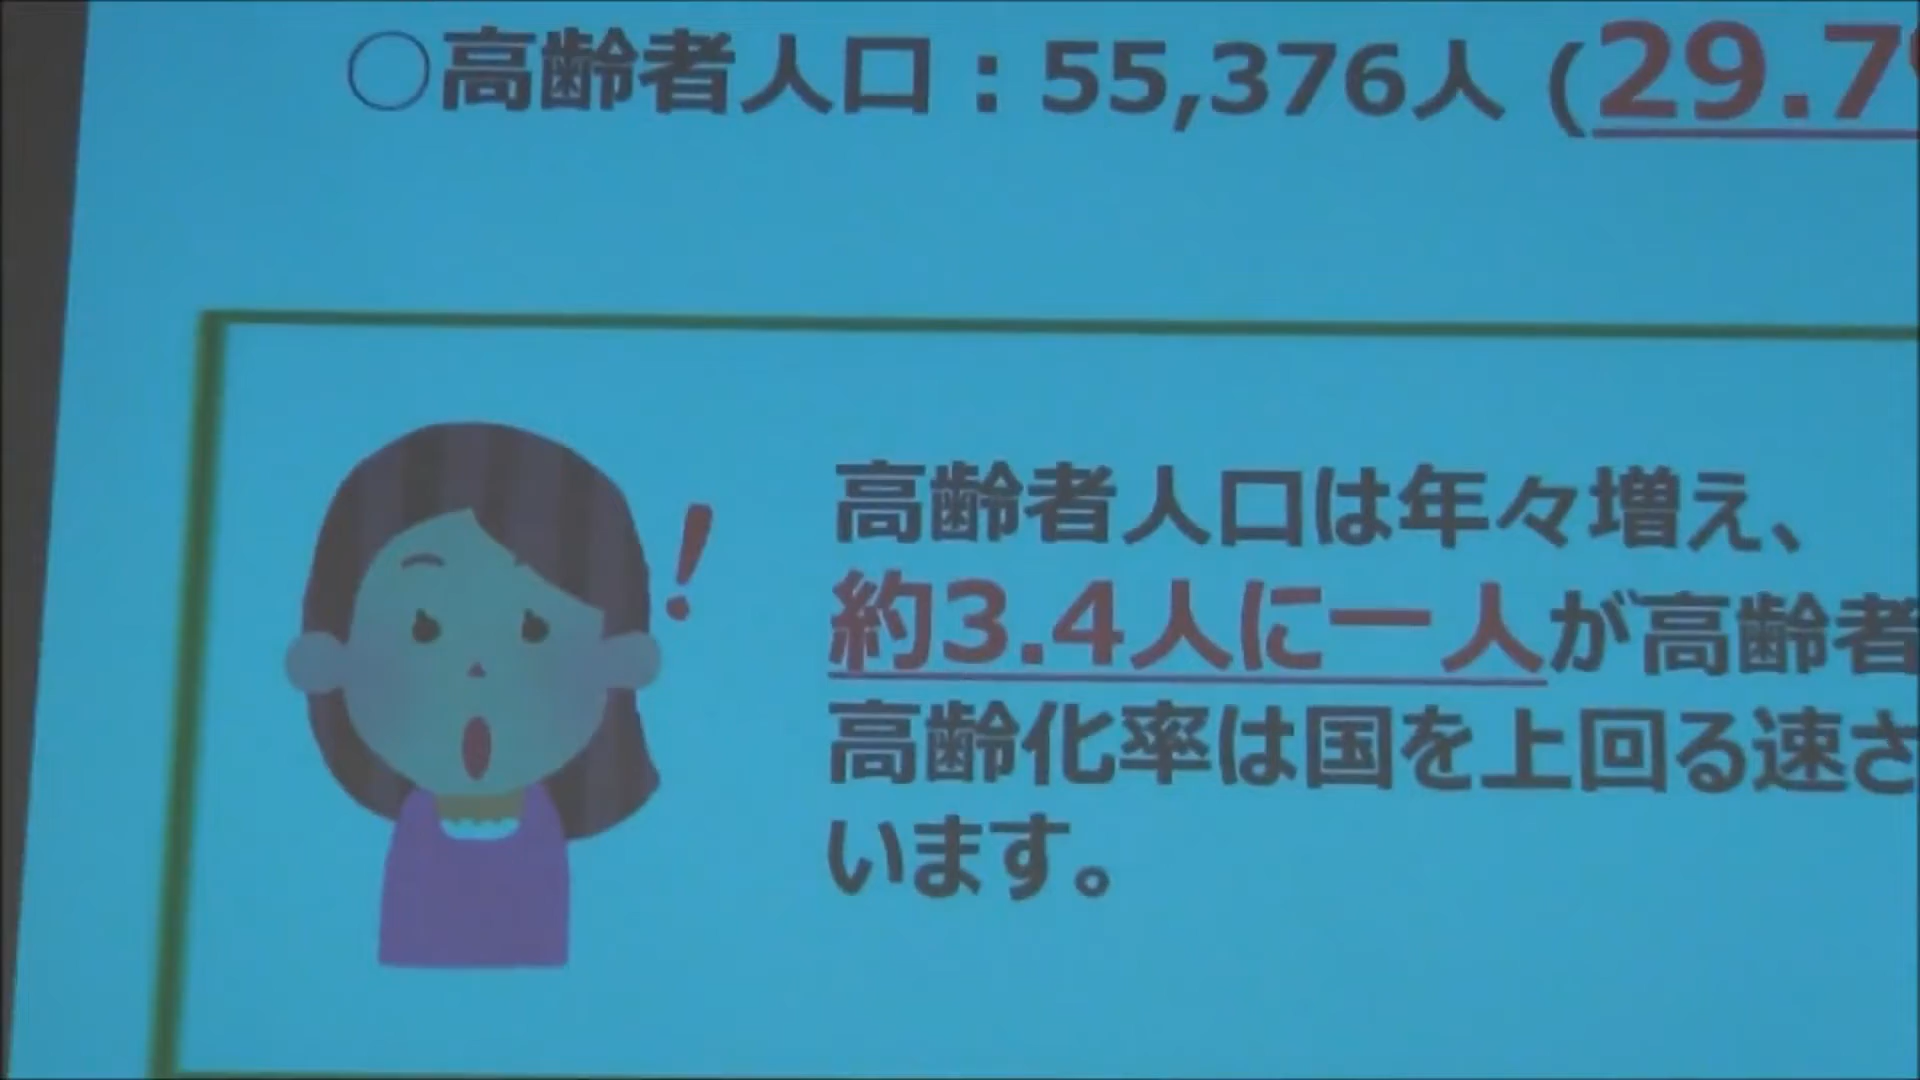 ○高齢者人口：55,376人 (29.7
高齢者人口は年々増え、
約3.4人に一人が高齢者
高齢化率は国を上回る速さ
います。